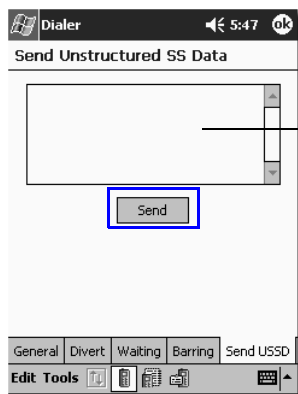 Dialer 5:47 ok
Send Unstructured SS Data
Send
General Divert Waiting Barring Send USSD
Edit Tools